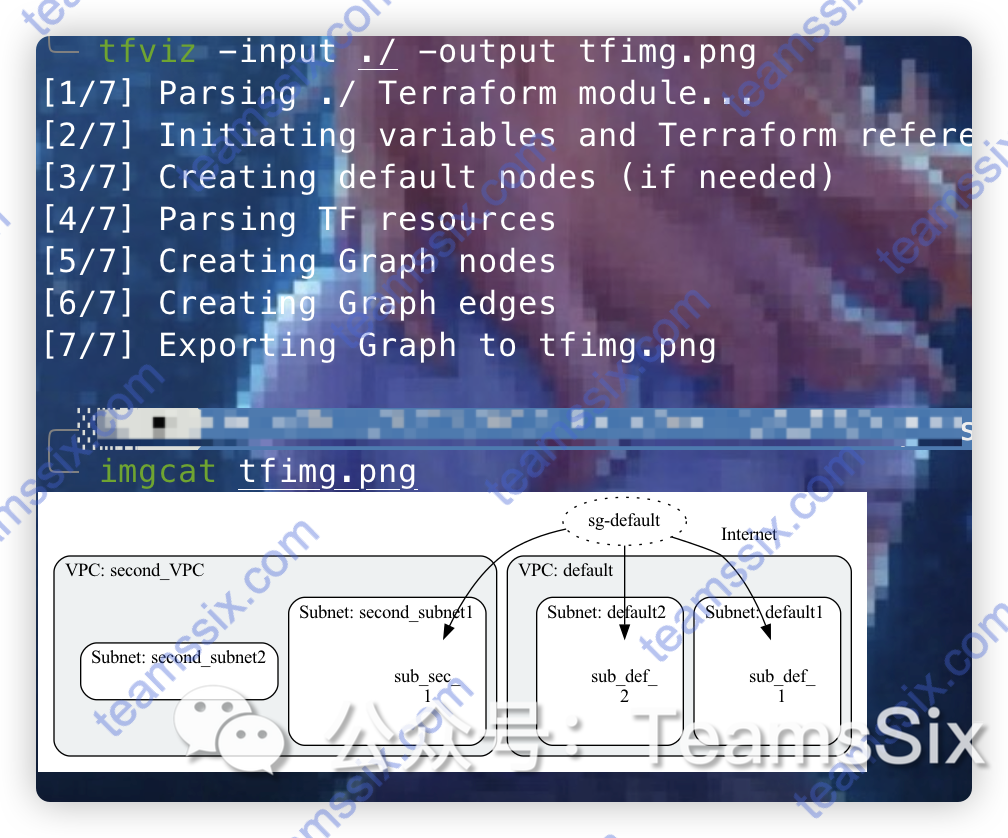 tfviz -input ./ -output tfimg.png
[1/7] Parsing ./ Terraform module...
[2/7] Initiating variables and Terraform refere
[3/7] Creating default nodes (if needed)
[4/7] Parsing TF resources
[5/7] Creating Graph nodes
[6/7] Creating Graph edges
[7/7] Exporting Graph to tfimg.png
s
imgcat tfimg.png
sg-default
Internet
VPC: second_VPC
VPC: default
Subnet: second_subnet1
Subnet: default2
Subnet: default1
Subnet: second_subnet2
sub_sec_
1
sub_def_
2
sub_def_
1
公众号: TeamsSix
teamssix.com